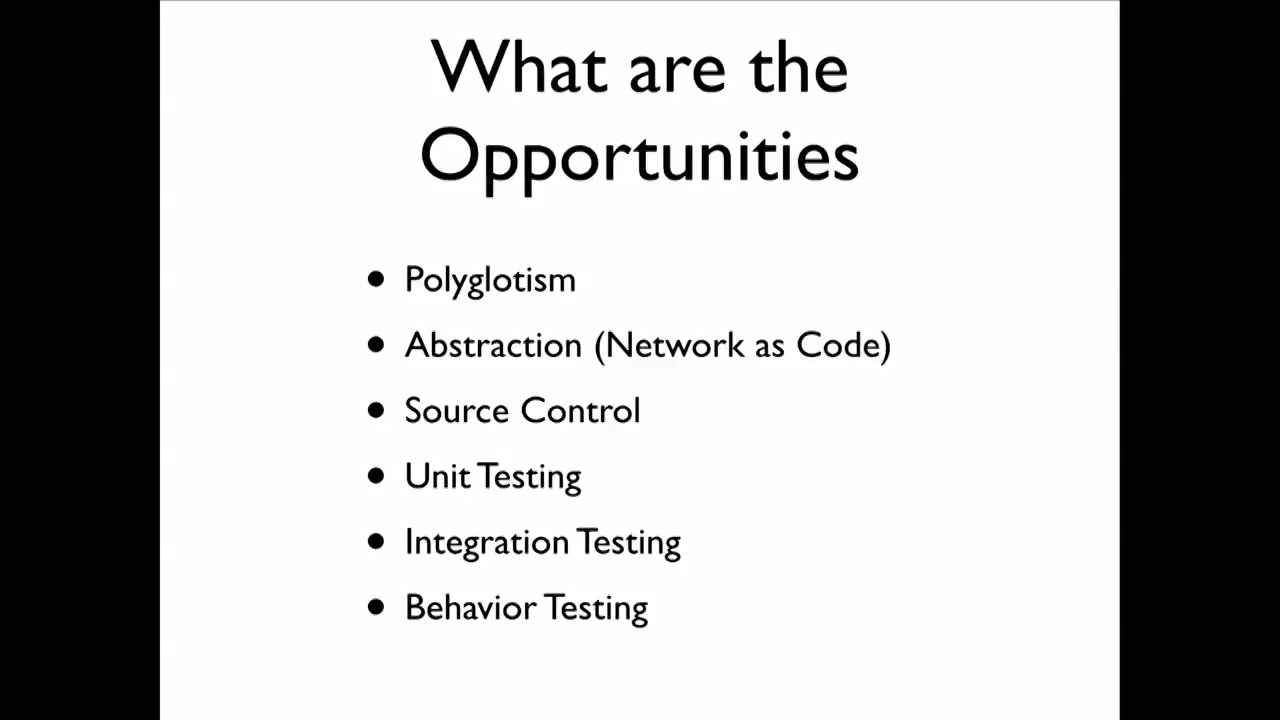 What are the
Opportunities
• Polyglotism
• Abstraction (Network as Code)
• Source Control
• Unit Testing
• Integration Testing
• Behavior Testing